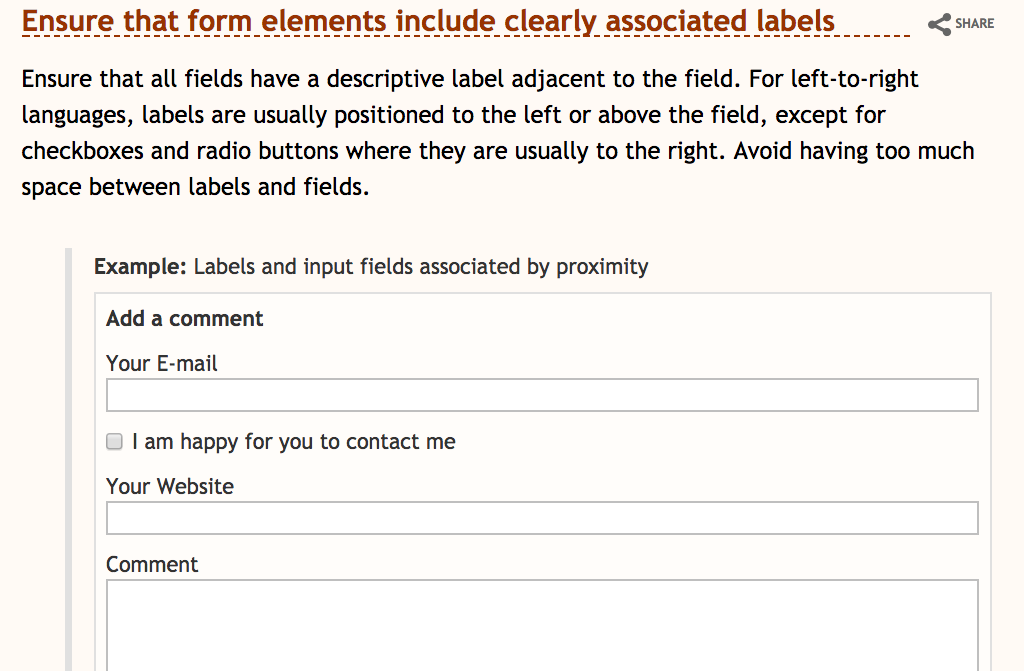 Ensure that form elements include clearly associated labels
SHARE
Ensure that all fields have a descriptive label adjacent to the field. For left-to-right
languages, labels are usually positioned to the left or above the field, except for
checkboxes and radio buttons where they are usually to the right. Avoid having too much
space between labels and fields.
Example: Labels and input fields associated by proximity
Add a comment
Your E-mail
I am happy for you to contact me
Your Website
Comment